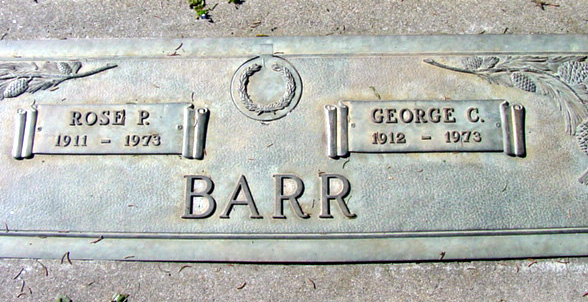 ROSE P.
1911 - 1973
GEORGE C.
1912 - 1973
BARR